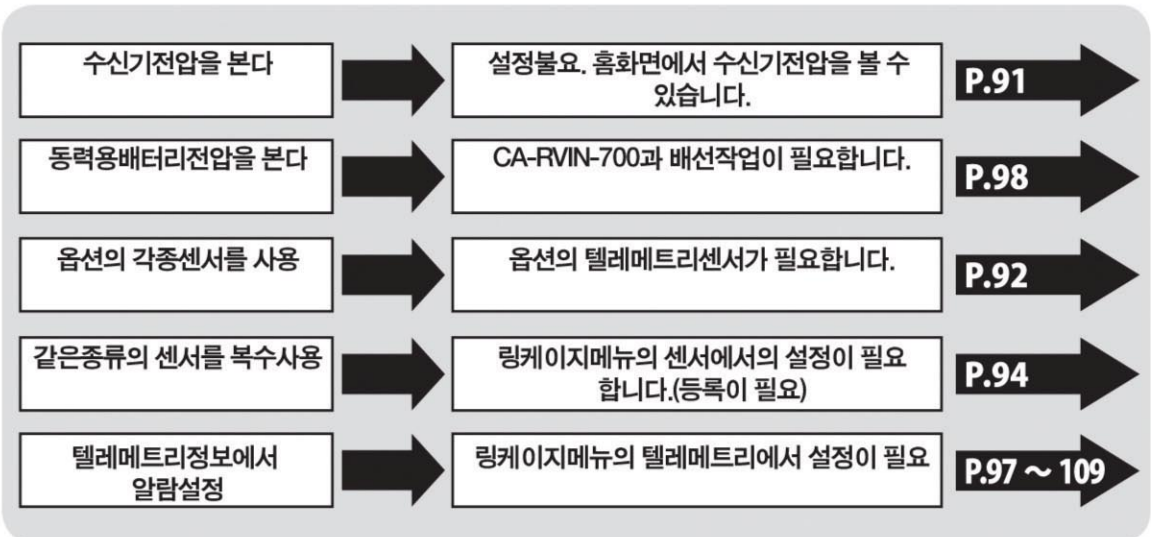 수신기전압을 본다
설정불요. 홈화면에서 수신기전압을 볼 수
있습니다.
P.91
동력용배터리전압을 본다
CA-RVIN-700과 배선작업이 필요합니다.
P.98
옵션의 각종센서를 사용
옵션의 텔레메트리센서가 필요합니다.
P.92
같은종류의 센서를 복수사용
링케이지메뉴의 센서에서의 설정이 필요
합니다.(등록이 필요)
P.94
텔레메트리정보에서
알람설정
링케이지메뉴의 텔레메트리에서 설정이 필요
P.97 ～ 109